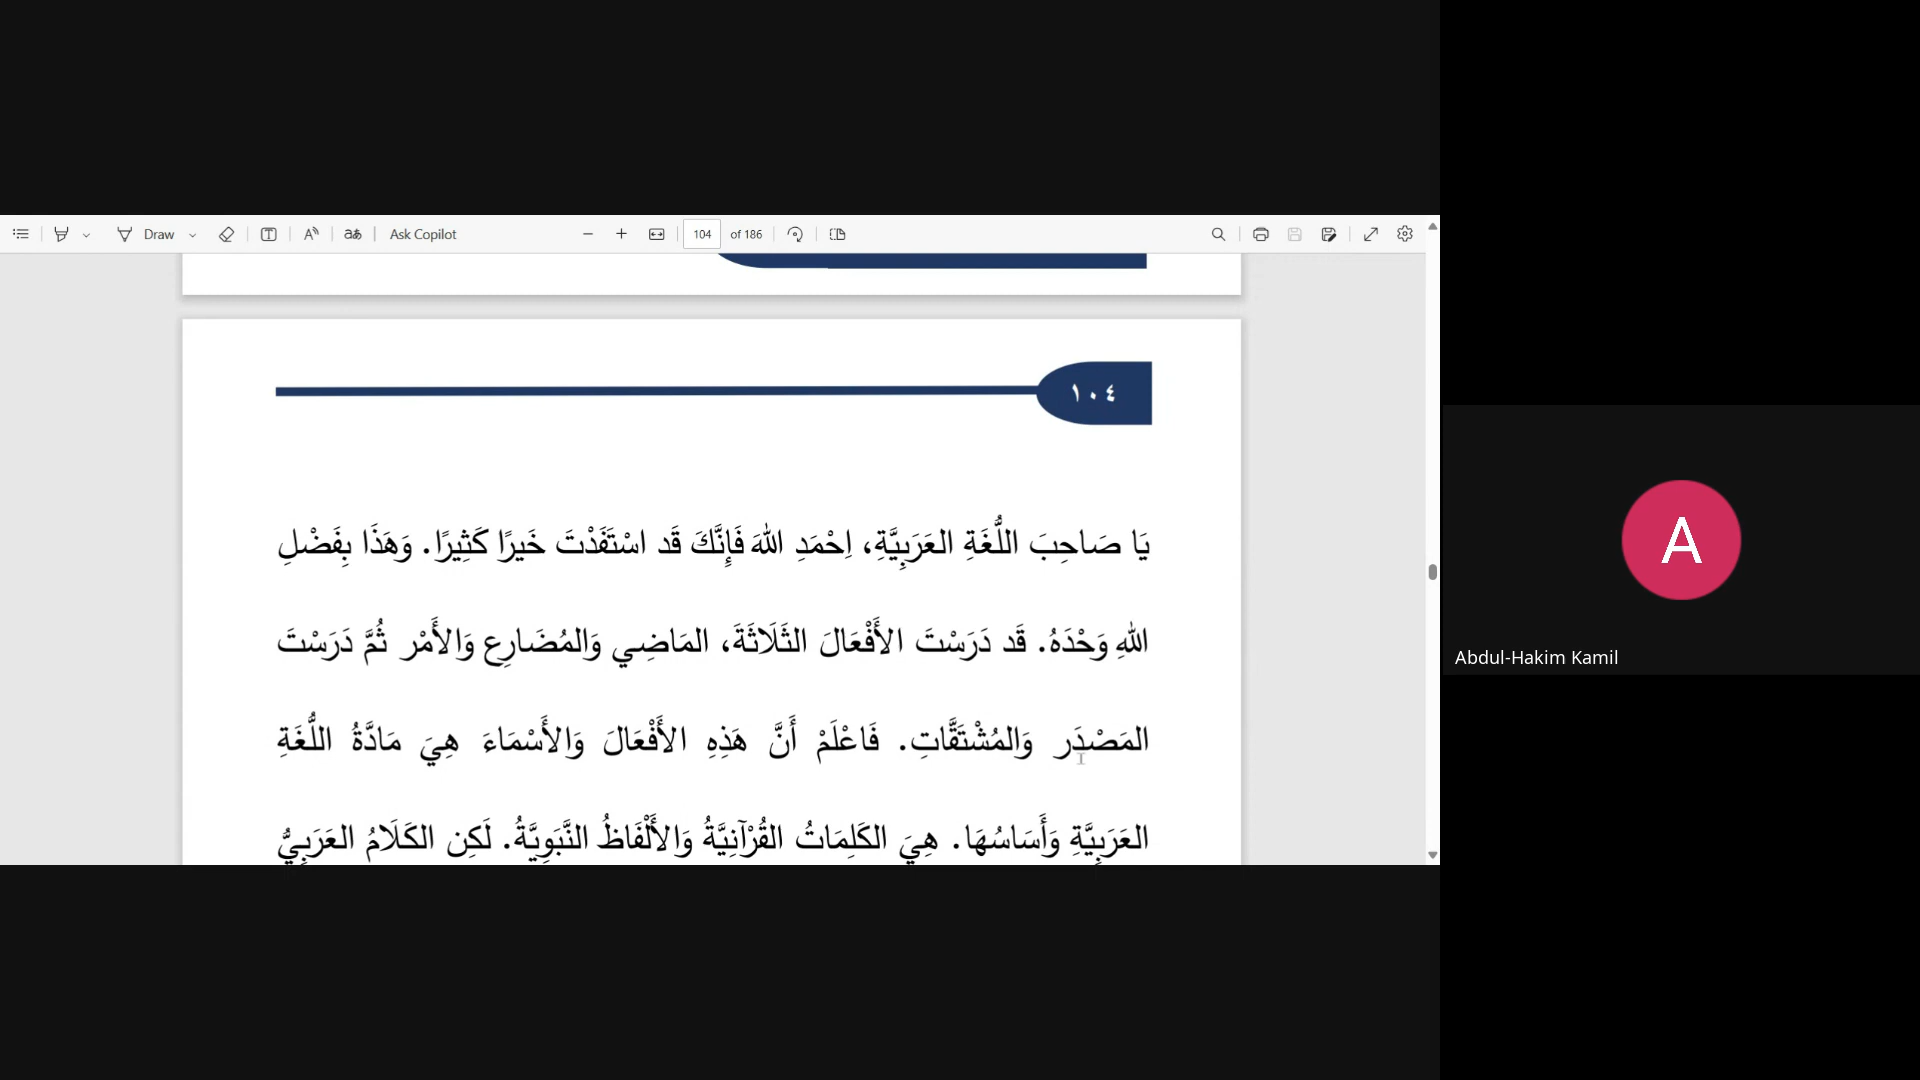 Draw
Ask Copilot
104 of 186
١٠٤
يَا صَاحِبَ اللُّغَةِ العَرَبِيَّةِ، اِحْمَدِ اللهَ فَإِنَّكَ قَد اسْتَفَذْتَ خَيرًا كَثِيرًا. وَهَذَا بِفَضْلِ
اللهِ وَحْدَهُ. قَد دَرَسْتَ الأَفْعَالَ الثَلَاثَةَ، المَاضِي وَالمُضَارِع وَالأَمْر ثُمَّ دَرَسْتَ
المَصْدَر وَالمُشْتَقَّاتِ. فَاعْلَمْ أَنَّ هَذِهِ الأَفْعَالَ وَالأَسْمَاءَ هِيَ مَادَّةُ اللُّغَةِ
العَرَبِيَّةِ وَأَسَاسُهَا. هِيَ الكَلِمَاتُ القُرْآنِيَّةُ وَالأَلْفَاظُ النَّبَوِيَّةُ. لَكِن الكَلَامُ العَرَبِيُّ
A
Abdul-Hakim Kamil